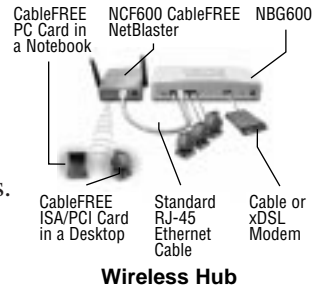 CableFREE
PC Card in
a Notebook
NCF600 CableFREE
NetBlaster
NBG600
s.
CableFREE
ISA/PCI Card
in a Desktop
Standard
RJ-45
Ethernet
Cable
Cable or
xDSL
Modem
Wireless Hub